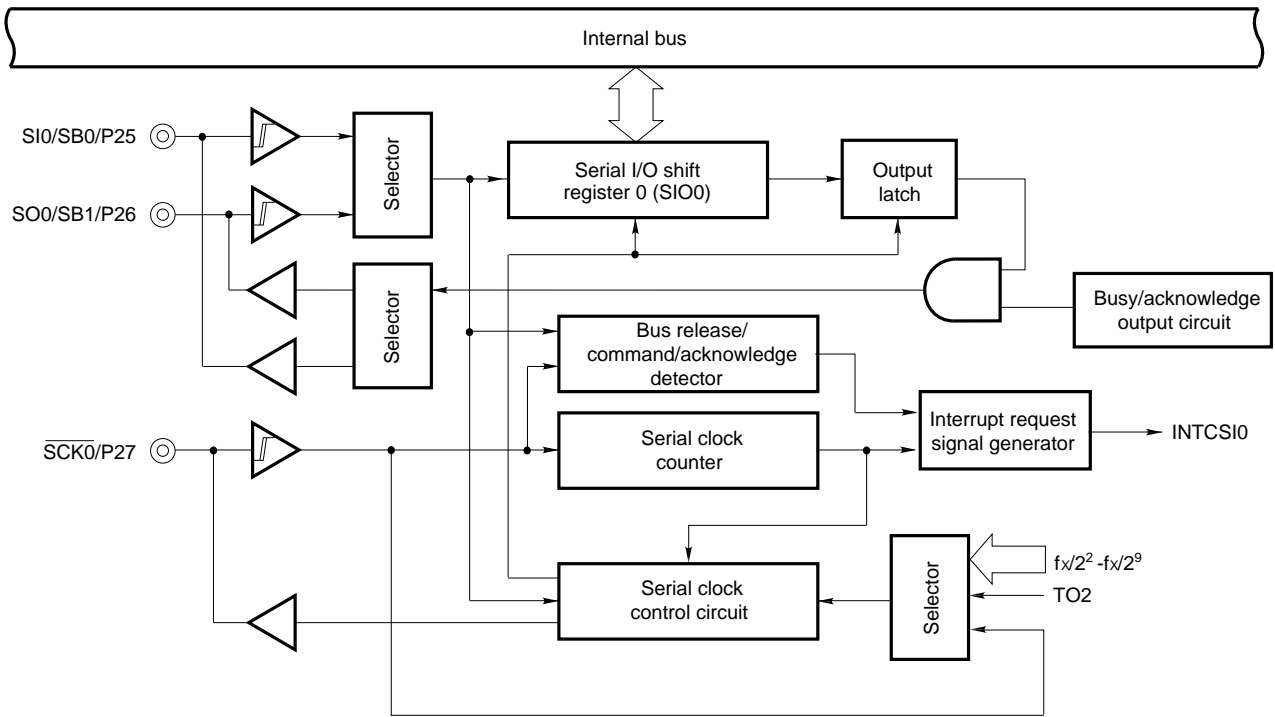 Internal bus
SI0/SB0/P25
Selector
Serial I/O shift
register 0 (SIO0)
Output
latch
SO0/SB1/P26
Selector
Busy/acknowledge
output circuit
Bus release/
command/acknowledge
detector
SCK0/P27
Serial clock
counter
Interrupt request
signal generator
INTCSI0
Serial clock
control circuit
Selector
fx/2² -fx/2⁹
TO2